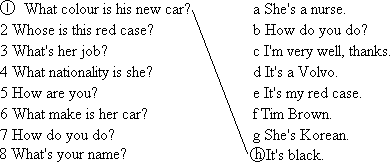 ① What colour is his new car? a She's a nurse.
2 Whose is this red case? b How do you do?
3 What's her job? c I'm very well, thanks.
4 What nationality is she? d It's a Volvo.
5 How are you? e It's my red case.
6 What make is her car? f Tim Brown.
7 How do you do? g She's Korean.
8 What's your name? ⓗ It's black.